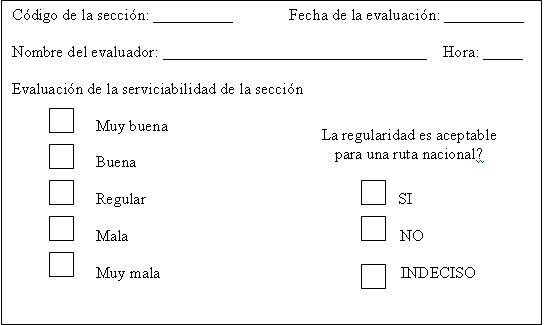 Código de la sección: __________ Fecha de la evaluación: __________
Nombre del evaluador: _________________________________ Hora: _____
Evaluación de la serviciabilidad de la sección
Muy buena
Buena
Regular
Mala
Muy mala
La regularidad es aceptable
para una ruta nacional?
SI
NO
INDECISO